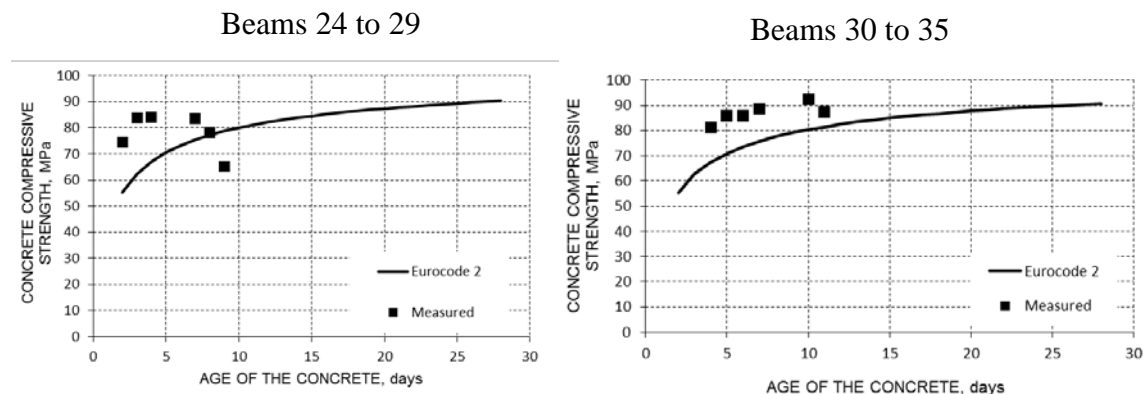 Beams 24 to 29
CONCRETE COMPRESSIVE
STRENGTH, MPa
100
90
80
70
60
50
40
30
20
10
0
Eurocode 2
Measured
0 5 10 15 20 25 30
AGE OF THE CONCRETE, days
Beams 30 to 35
CONCRETE COMPRESSIVE
STRENGTH, MPa
100
90
80
70
60
50
40
30
20
10
0
Eurocode 2
Measured
0 5 10 15 20 25 30
AGE OF THE CONCRETE, days